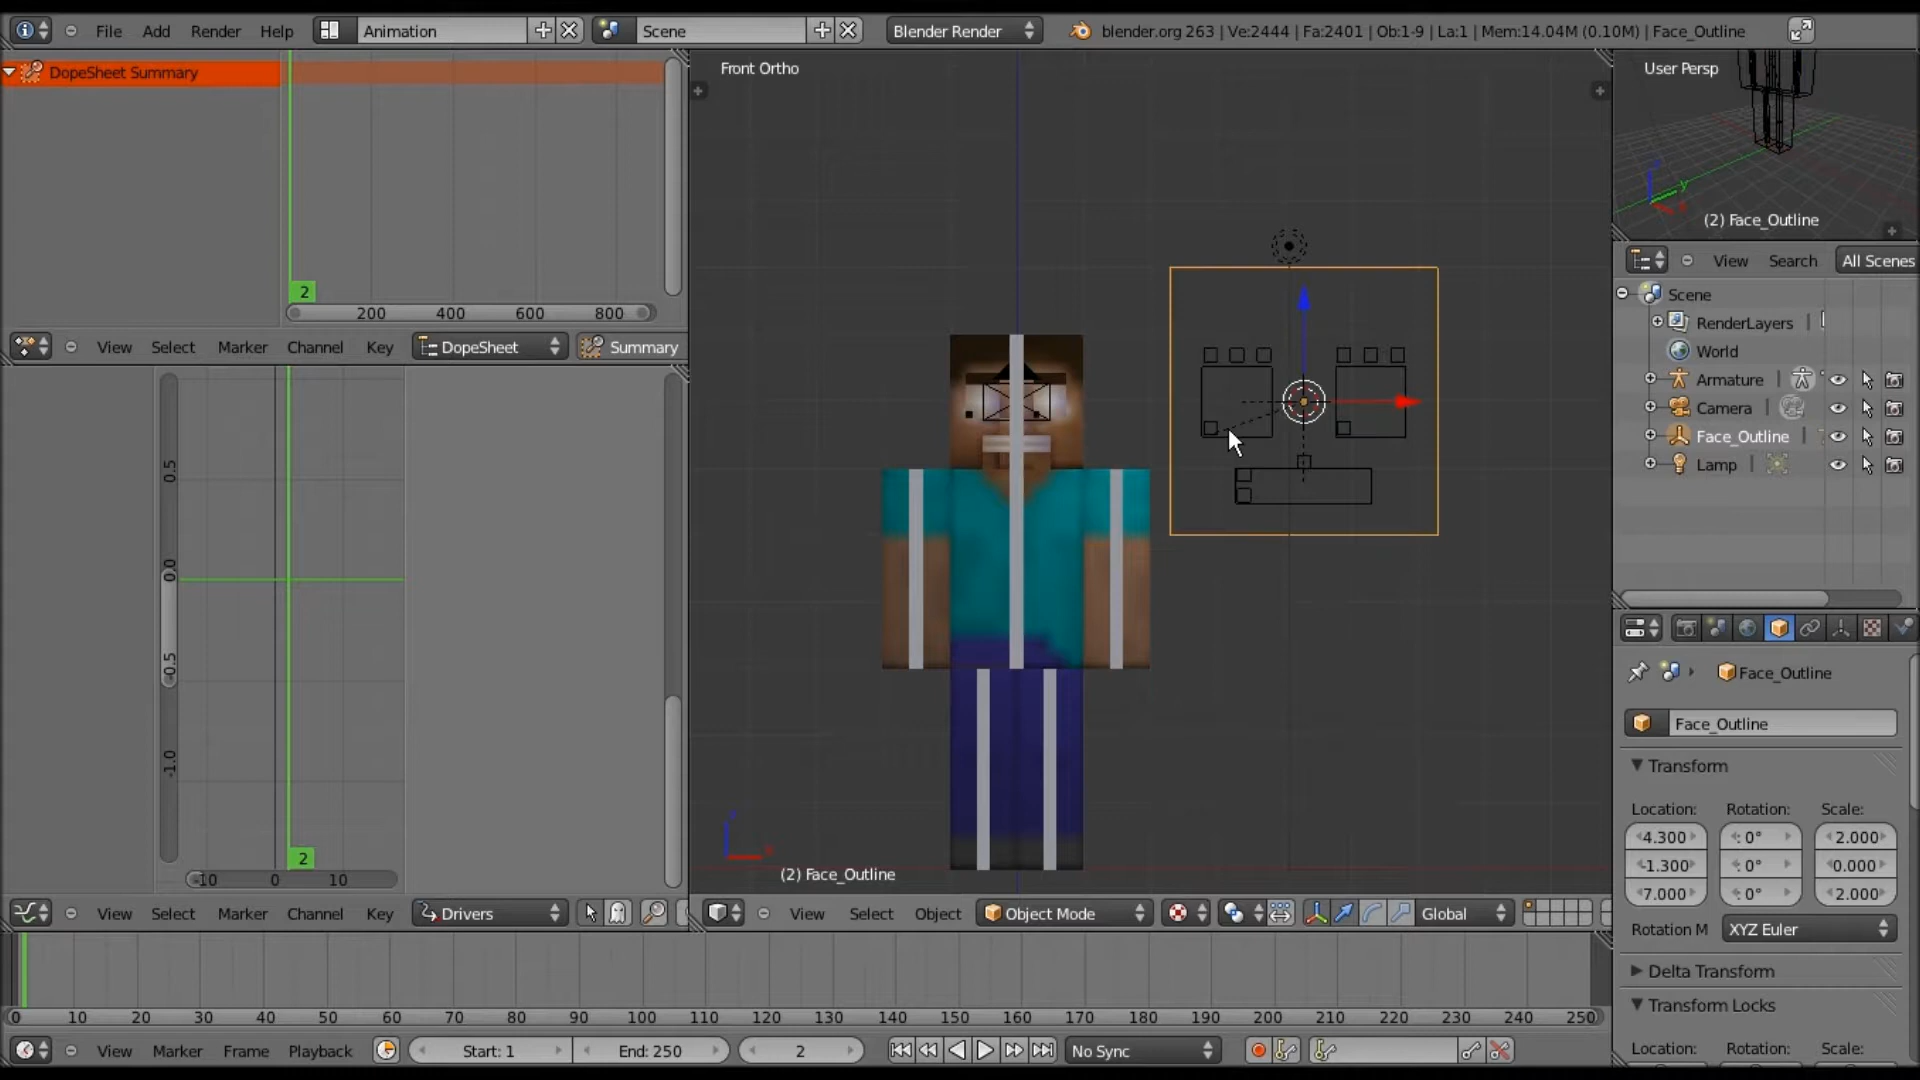 File Add Render Help Animation Scene Blender Render blender.org 263 | Ve:2444 | Fa:2401 | Ob:1-9 | La:1 | Mem:14.04M (0.10M) | Face_Outline
DopeSheet Summary
2
200 400 600 800
View Select Marker Channel Key DopeSheet Summary
0.5
0.0
-0.5
-1.0
2
-10 0 10
View Select Marker Channel Key Drivers
Front Ortho
(2) Face_Outline
View Select Object Object Mode Global
User Persp
(2) Face_Outline
View Search All Scenes
Scene
RenderLayers |
World
Armature |
Camera |
Face_Outline |
Lamp |
Face_Outline
Face_Outline
Transform
Location: Rotation: Scale:
4.300 0° 2.000
-1.300 0° 0.000
7.000 0° 2.000
Rotation M XYZ Euler
Delta Transform
Transform Locks
Location: Rotation: Scale:
0 10 20 30 40 50 60 70 80 90 100 110 120 130 140 150 160 170 180 190 200 210 220 230 240 250
View Marker Frame Playback Start: 1 End: 250 2 No Sync